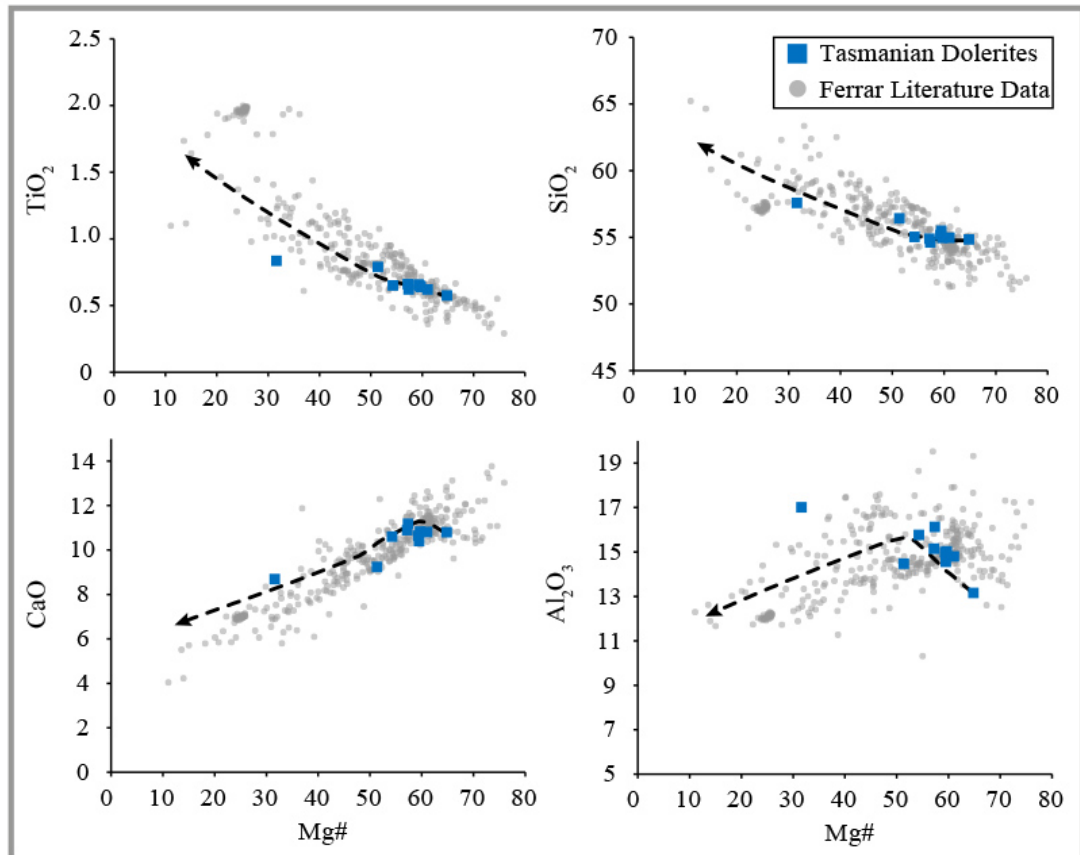 2.5
2.0
1.5
1.0
0.5
0
TiO2
0 10 20 30 40 50 60 70 80
70
65
60
55
50
45
SiO2
Tasmanian Dolerites
Ferrar Literature Data
0 10 20 30 40 50 60 70 80
14
12
10
8
6
4
2
0
CaO
0 10 20 30 40 50 60 70 80
Mg#
19
17
15
13
11
9
7
5
Al2O3
0 10 20 30 40 50 60 70 80
Mg#